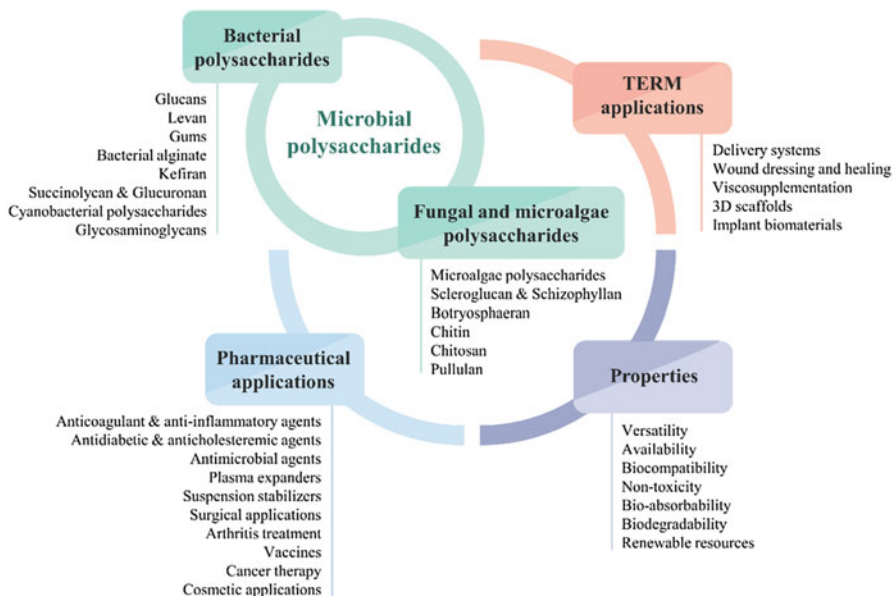 Bacterial
polysaccharides
Glucans
Levan
Gums
Bacterial alginate
Kefiran
Succinolycan & Glucuronan
Cyanobacterial polysaccharides
Glycosaminoglycans
Microbial
polysaccharides
TERM
applications
Delivery systems
Wound dressing and healing
Viscosupplementation
3D scaffolds
Implant biomaterials
Fungal and microalgae
polysaccharides
Microalgae polysaccharides
Scleroglucan & Schizophyllan
Botryosphaeran
Chitin
Chitosan
Pullulan
Pharmaceutical
applications
Anticoagulant & anti-inflammatory agents
Antidiabetic & anticholesteremic agents
Antimicrobial agents
Plasma expanders
Suspension stabilizers
Surgical applications
Arthritis treatment
Vaccines
Cancer therapy
Cosmetic applications
Properties
Versatility
Availability
Biocompatibility
Non-toxicity
Bio-absorbability
Biodegradability
Renewable resources